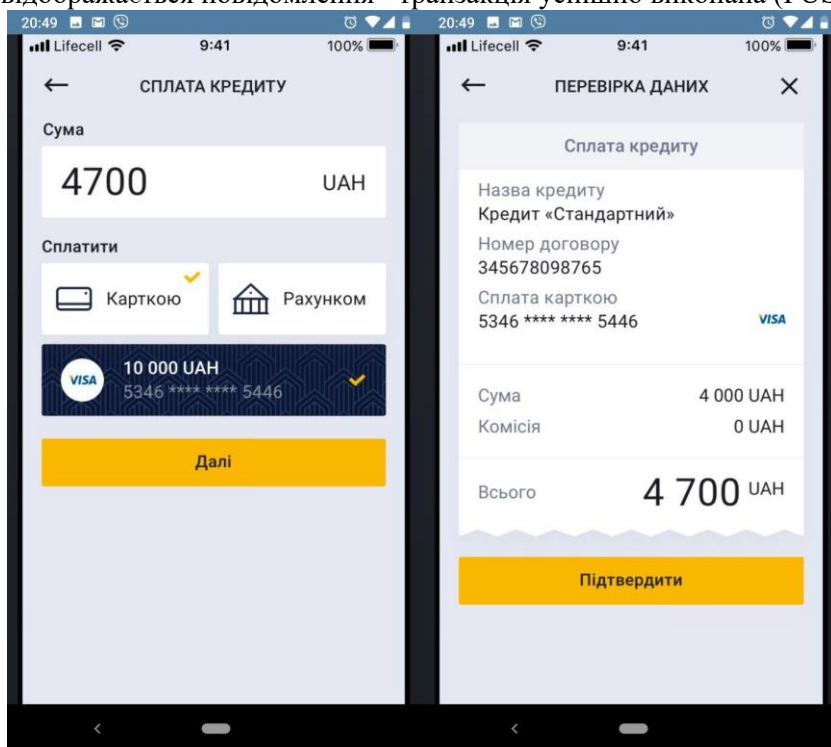 відображається повідомлення "Транзакція успішно виконана (PUS
20:49
Lifecell 9:41 100%
СПЛАТА КРЕДИТУ
Сума
4700 UAH
Сплатити
Карткою Рахунком
VISA 10 000 UAH
5346 **** **** 5446
Далі
20:49
Lifecell 9:41 100%
ПЕРЕВІРКА ДАНИХ
Сплата кредиту
Назва кредиту
Кредит «Стандартний»
Номер договору
345678098765
Сплата карткою
5346 **** **** 5446 VISA
Сума 4 000 UAH
Комісія 0 UAH
Всього 4 700 UAH
Підтвердити